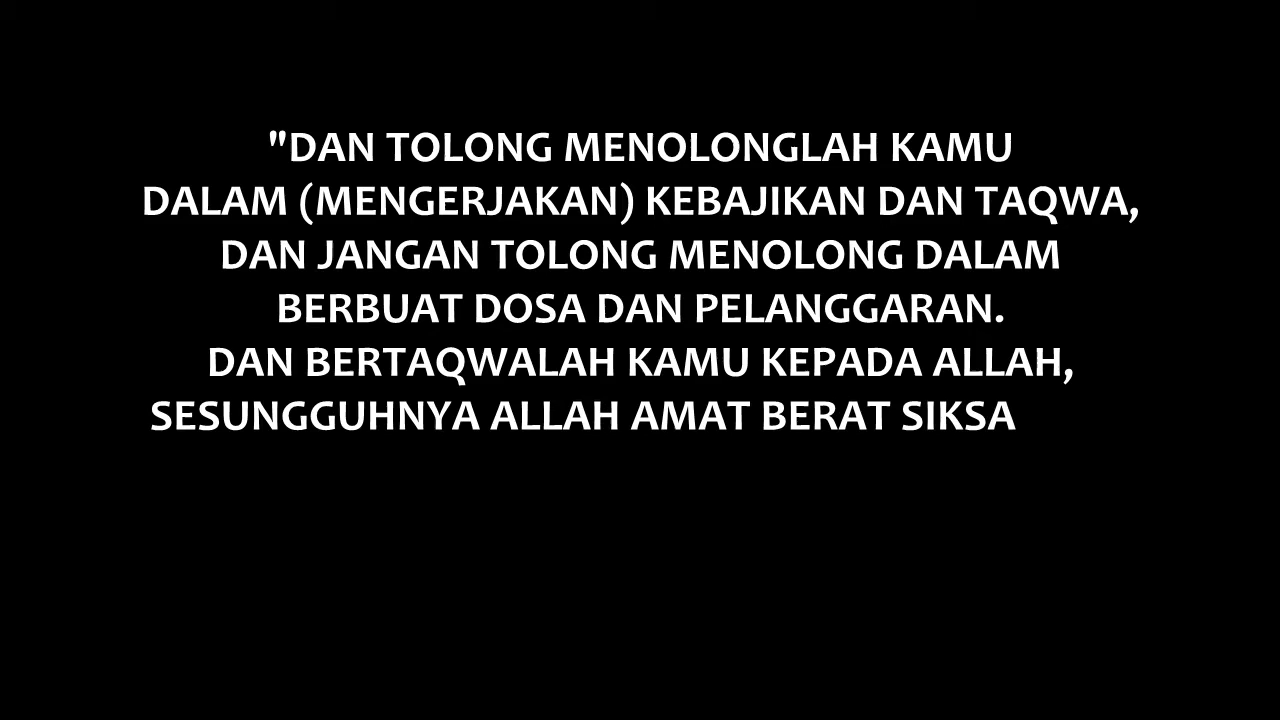 "DAN TOLONG MENOLONGLAH KAMU
DALAM (MENGERJAKAN) KEBAJIKAN DAN TAQWA,
DAN JANGAN TOLONG MENOLONG DALAM
BERBUAT DOSA DAN PELANGGARAN.
DAN BERTAQWALAH KAMU KEPADA ALLAH,
SESUNGGUHNYA ALLAH AMAT BERAT SIKSA